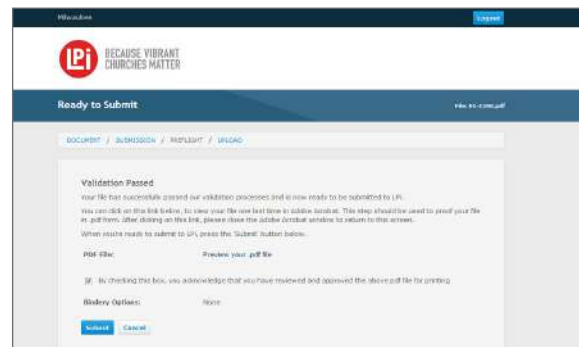 Milwaukee
Logout
LPi BECAUSE VIBRANT
CHURCHES MATTER
Ready to Submit
DOCUMENT / SUBMISSION / PREFLIGHT / UPLOAD
Validation Passed
Your file has successfully passed our validation processes and is now ready to be submitted to LPi.
You can click on this link below, to view your file one last time in Adobe Acrobat. This step should be used to proof your file
in .pdf form. After clicking on this link, please close the Adobe Acrobat window to return to this screen.
When you're ready to submit to LPi, press the 'Submit' button below.
PDF File: Preview your .pdf file
By checking this box, you acknowledge that you have reviewed and approved the above pdf file for printing
Bindery Options: None
Submit Cancel